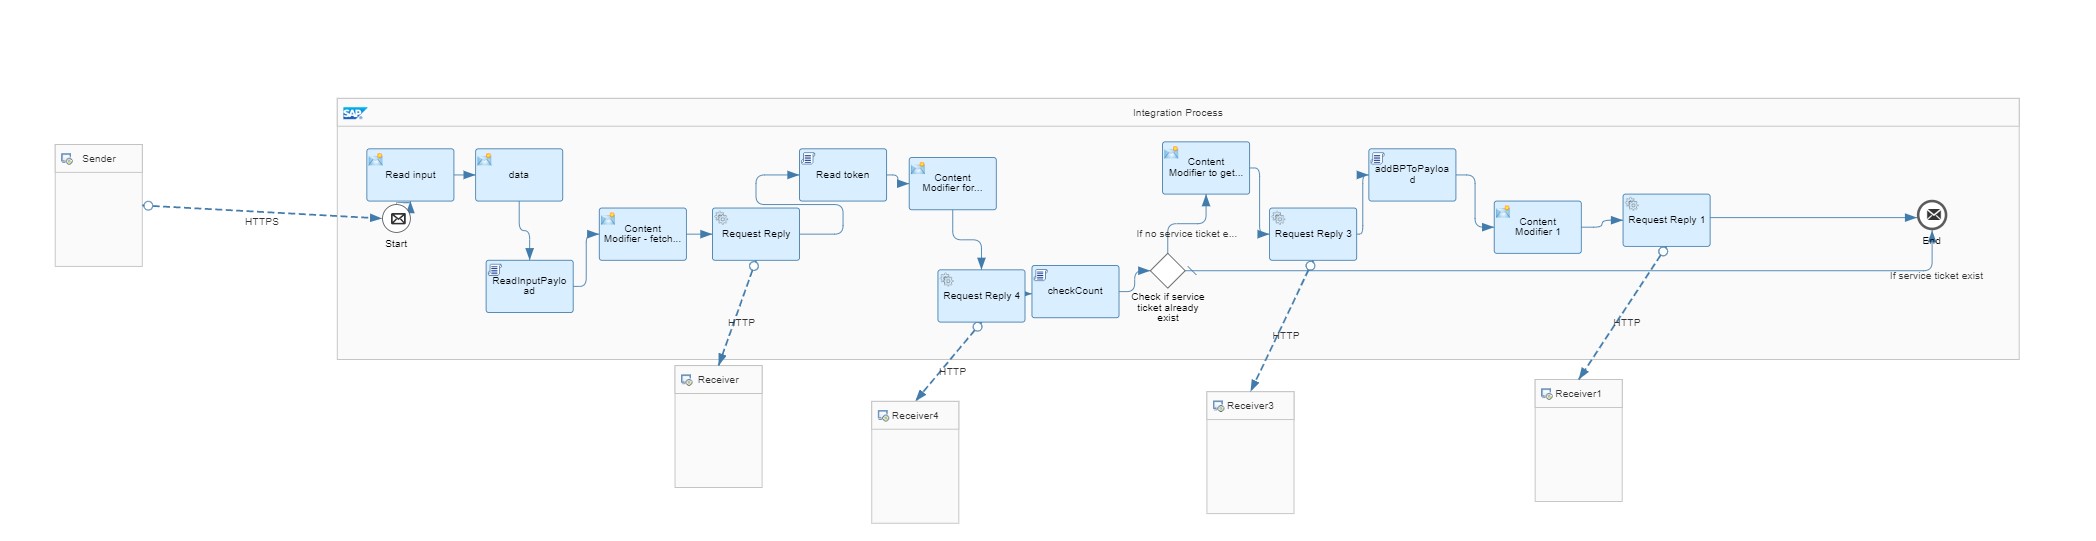 SAP
Integration Process
Sender
HTTPS
Start
Read input
data
ReadInputPaylo
ad
Content
Modifier - fetch...
Request Reply
Read token
Content
Modifier for...
Request Reply 4
checkCount
Check if service
ticket already
exist
If no service ticket e...
Content
Modifier to get...
Request Reply 3
addBPToPayloa
d
Content
Modifier 1
Request Reply 1
End
If service ticket exist
HTTP
Receiver
HTTP
Receiver4
HTTP
Receiver3
HTTP
Receiver1